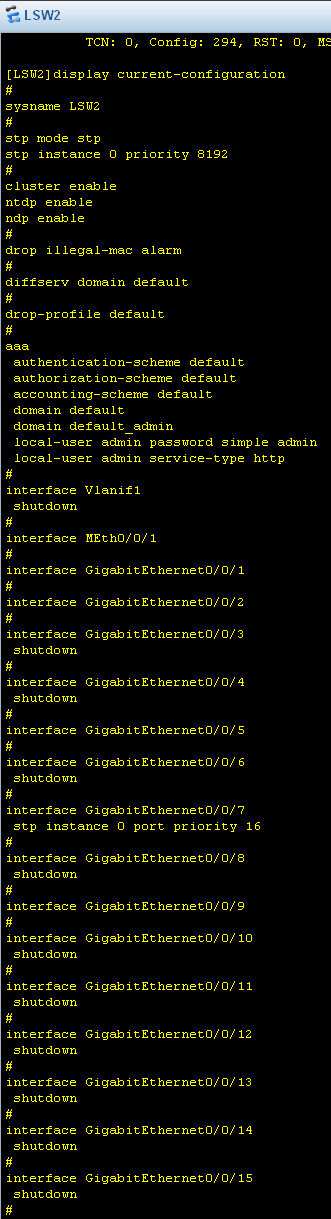 LSW2
TCN: 0, Config: 294, RST: 0, MS
[LSW2]display current-configuration
#
sysname LSW2
#
stp mode stp
stp instance 0 priority 8192
#
cluster enable
ntdp enable
ndp enable
#
drop illegal-mac alarm
#
diffserv domain default
#
drop-profile default
#
aaa
 authentication-scheme default
 authorization-scheme default
 accounting-scheme default
 domain default
 domain default_admin
 local-user admin password simple admin
 local-user admin service-type http
#
interface Vlanif1
 shutdown
#
interface MEth0/0/1
#
interface GigabitEthernet0/0/1
#
interface GigabitEthernet0/0/2
#
interface GigabitEthernet0/0/3
 shutdown
#
interface GigabitEthernet0/0/4
 shutdown
#
interface GigabitEthernet0/0/5
#
interface GigabitEthernet0/0/6
 shutdown
#
interface GigabitEthernet0/0/7
 stp instance 0 port priority 16
#
interface GigabitEthernet0/0/8
 shutdown
#
interface GigabitEthernet0/0/9
#
interface GigabitEthernet0/0/10
 shutdown
#
interface GigabitEthernet0/0/11
 shutdown
#
interface GigabitEthernet0/0/12
 shutdown
#
interface GigabitEthernet0/0/13
 shutdown
#
interface GigabitEthernet0/0/14
 shutdown
#
interface GigabitEthernet0/0/15
 shutdown
#